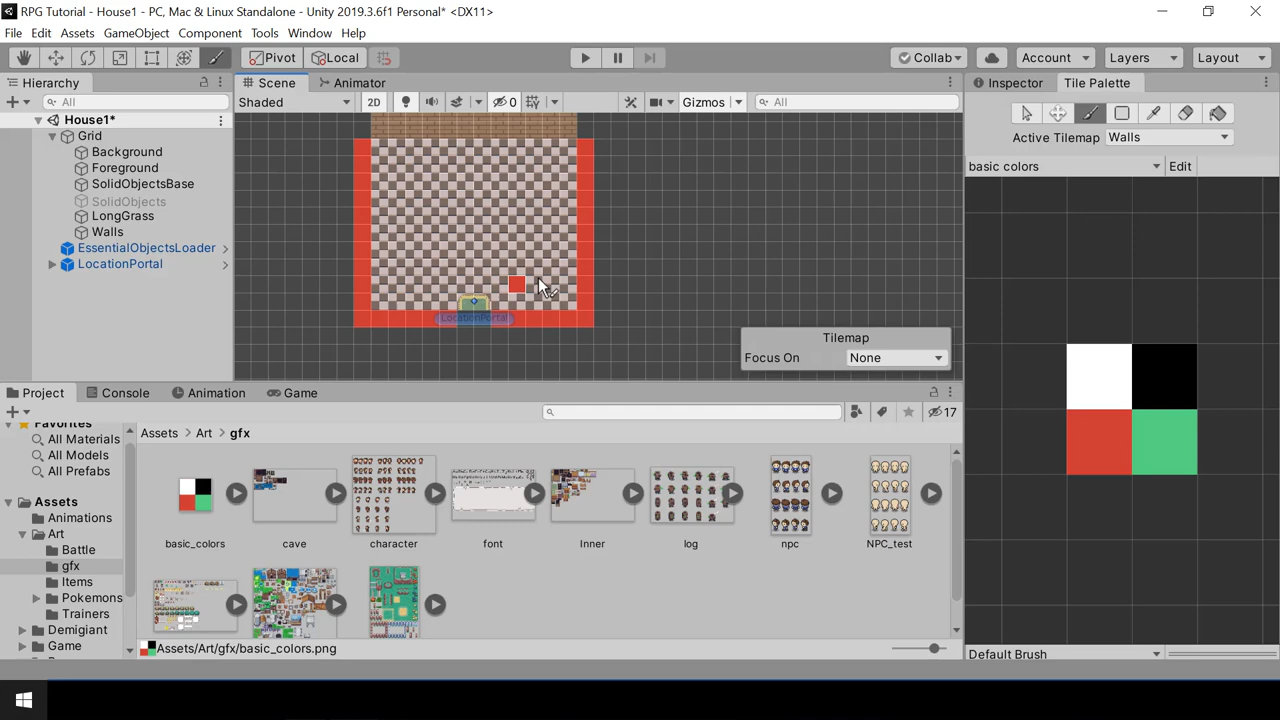 RPG Tutorial - House1 - PC, Mac & Linux Standalone - Unity 2019.3.6f1 Personal* <DX11>
File Edit Assets GameObject Component Tools Window Help
Pivot Local Collab Account Layers Layout
Hierarchy Scene Animator Inspector Tile Palette
All Shaded 2D 0 Gizmos All
House1*
Grid
Background
Foreground
SolidObjectsBase
SolidObjects
LongGrass
Walls
EssentialObjectsLoader
LocationPortal
LocationPortal
Tilemap
Focus On None
Active Tilemap Walls
basic colors Edit
Project Console Animation Game
17
Favorites
All Materials
All Models
All Prefabs
Assets
Animations
Art
Battle
gfx
Items
Pokemons
Trainers
Demigiant
Game
Assets Art gfx
basic_colors cave character font Inner log npc NPC_test
Assets/Art/gfx/basic_colors.png
Default Brush